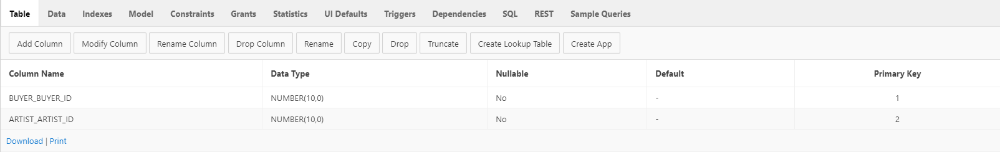 Table Data Indexes Model Constraints Grants Statistics UI Defaults Triggers Dependencies SQL REST Sample Queries
Add Column Modify Column Rename Column Drop Column Rename Copy Drop Truncate Create Lookup Table Create App
Column Name Data Type Nullable Default Primary Key
BUYER_BUYER_ID NUMBER(10,0) No - 1
ARTIST_ARTIST_ID NUMBER(10,0) No - 2
Download | Print